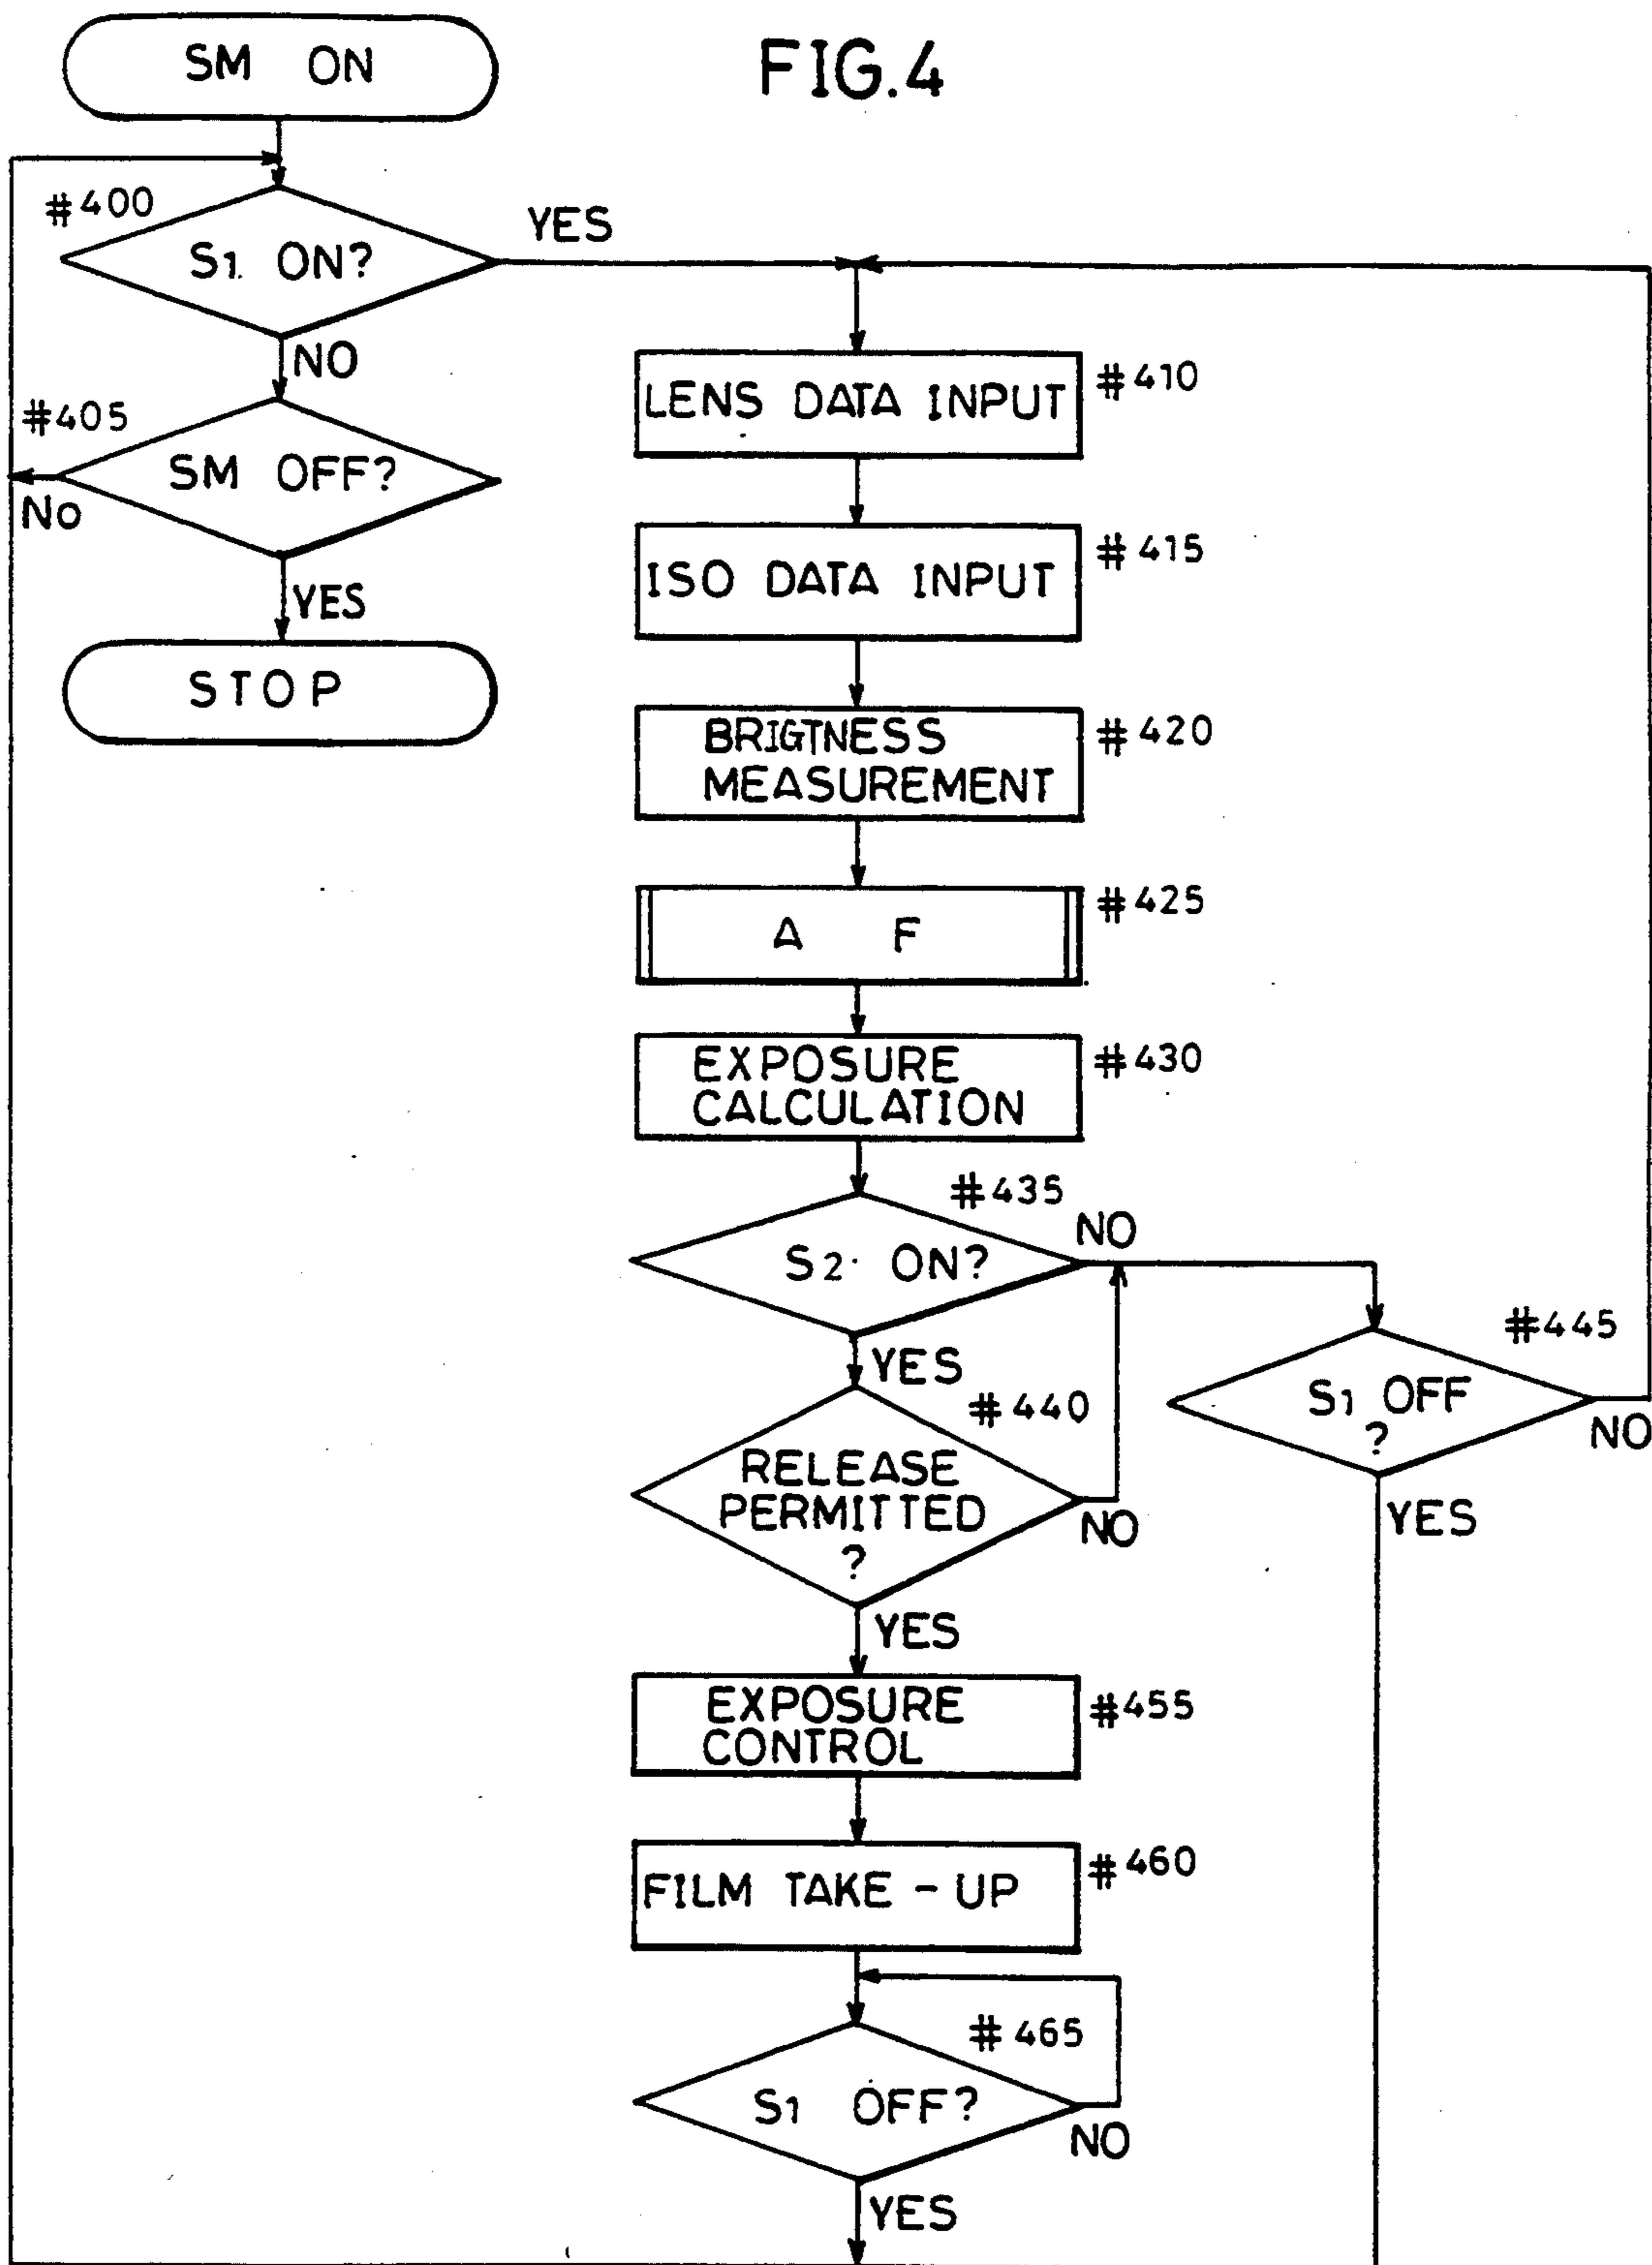 FIG.4
SM ON
#400
S1 ON?
YES
NO
#405
SM OFF?
No
YES
STOP
LENS DATA INPUT
#410
ISO DATA INPUT
#415
BRIGTNESS
MEASUREMENT
#420
A F
#425
EXPOSURE
CALCULATION
#430
#435
S2 ON?
NO
YES
#440
RELEASE
PERMITTED
?
NO
YES
#445
S1 OFF
?
NO
YES
EXPOSURE
CONTROL
#455
FILM TAKE-UP
#460
#465
S1 OFF?
NO
YES